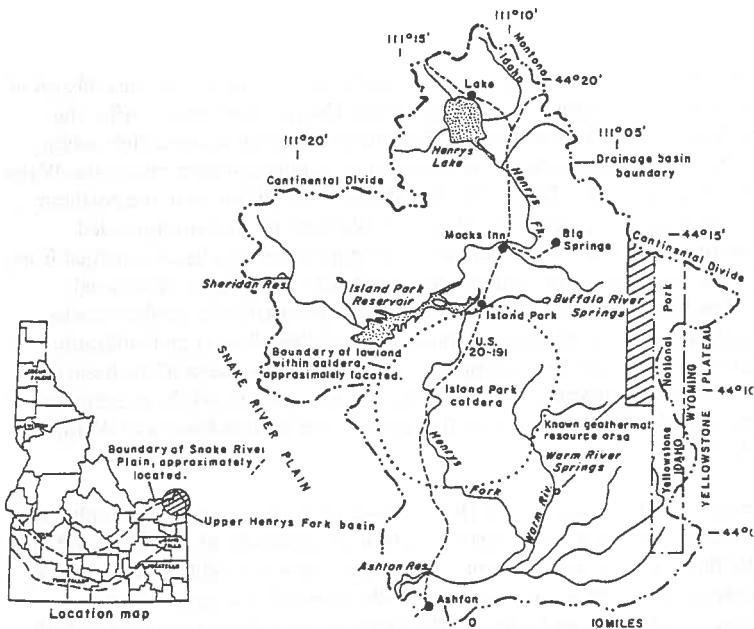 111°10'
111°15'
Montana
Idaho
44°20'
Lake
111°05'
111°20'
Henrys
Lake
Drainage basin
boundary
Continental Divide
Henrys
Fk.
44°15'
Macks Inn
Big
Springs
Continental Divide
Sheridan Res.
Island Park
Reservoir
Buffalo River
Springs
Island Park
Park
U.S.
20-191
Boundary of lowland
within caldera,
approximately located.
National
WYOMING
PLATEAU
SNAKE RIVER PLAIN
Island Park
caldera
44°10
Known geothermal
resource area
Boundary of Snake River
Plain, approximately
located.
Henrys
Fork
Warm River
Springs
Warm Riv.
Yellowstone
IDAHO
YELLOWSTONE
Upper Henrys Fork basin
44°0
Ashton Res.
Ashton
Location map
0 10 MILES